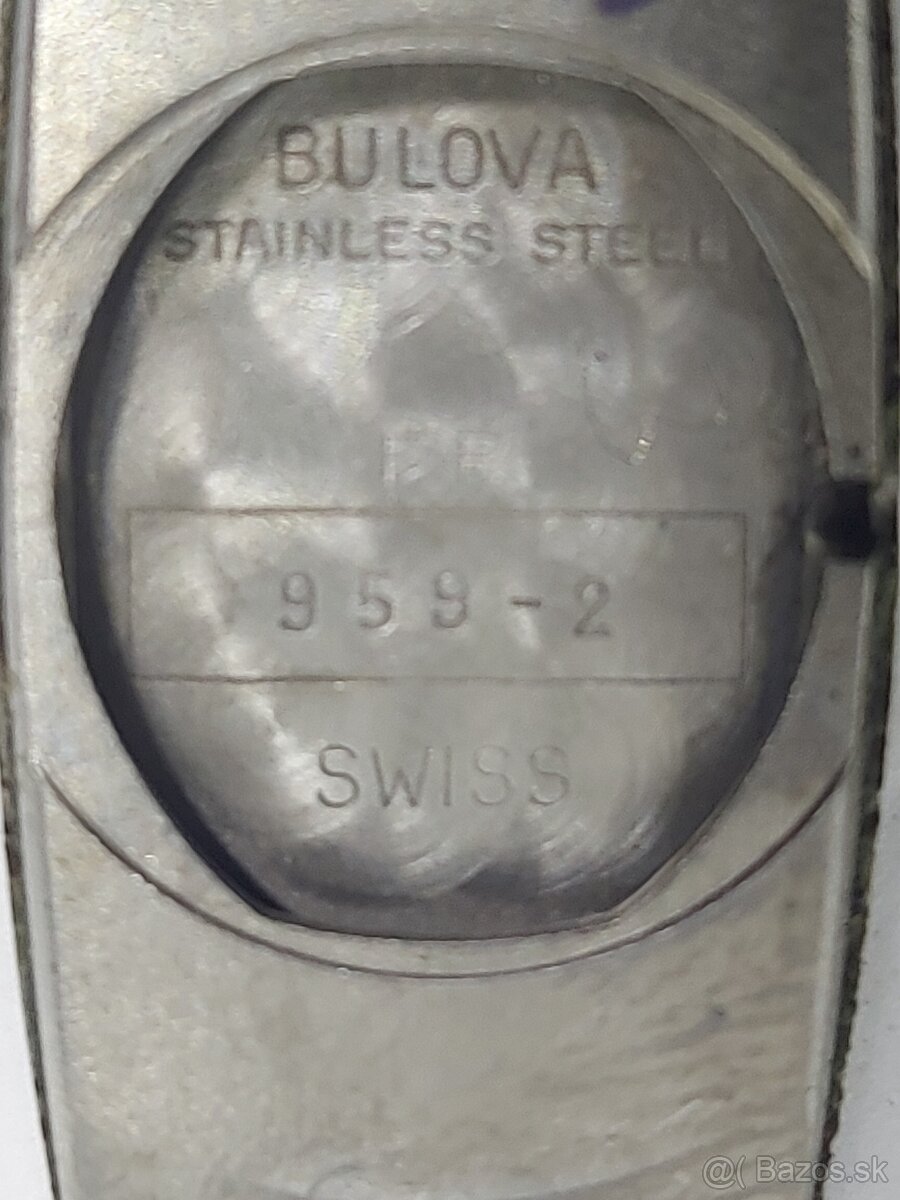 BULOVA
STAINLESS STEEL
959-2
SWISS
@( Bazos.sk